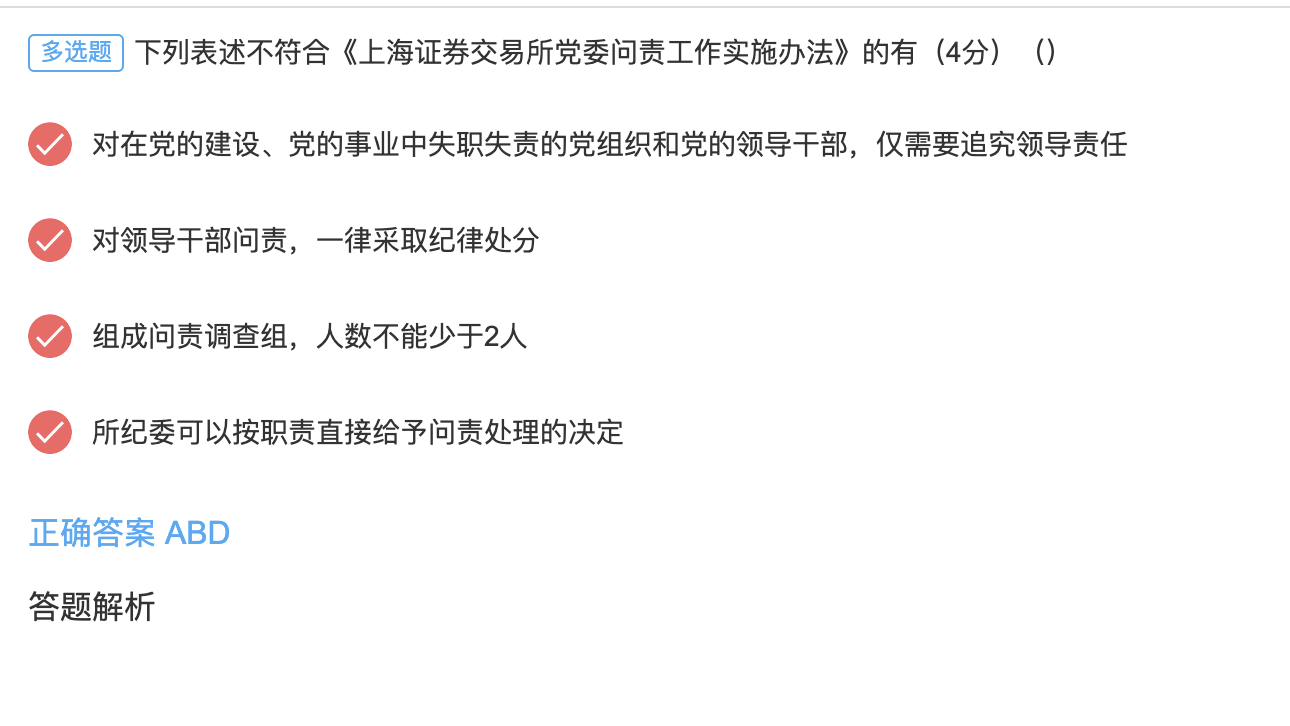 多选题 下列表述不符合《上海证券交易所党委问责工作实施办法》的有（4分）（）
对在党的建设、党的事业中失职失责的党组织和党的领导干部，仅需要追究领导责任
对领导干部问责，一律采取纪律处分
组成问责调查组，人数不能少于2人
所纪委可以按职责直接给予问责处理的决定
正确答案 ABD
答题解析